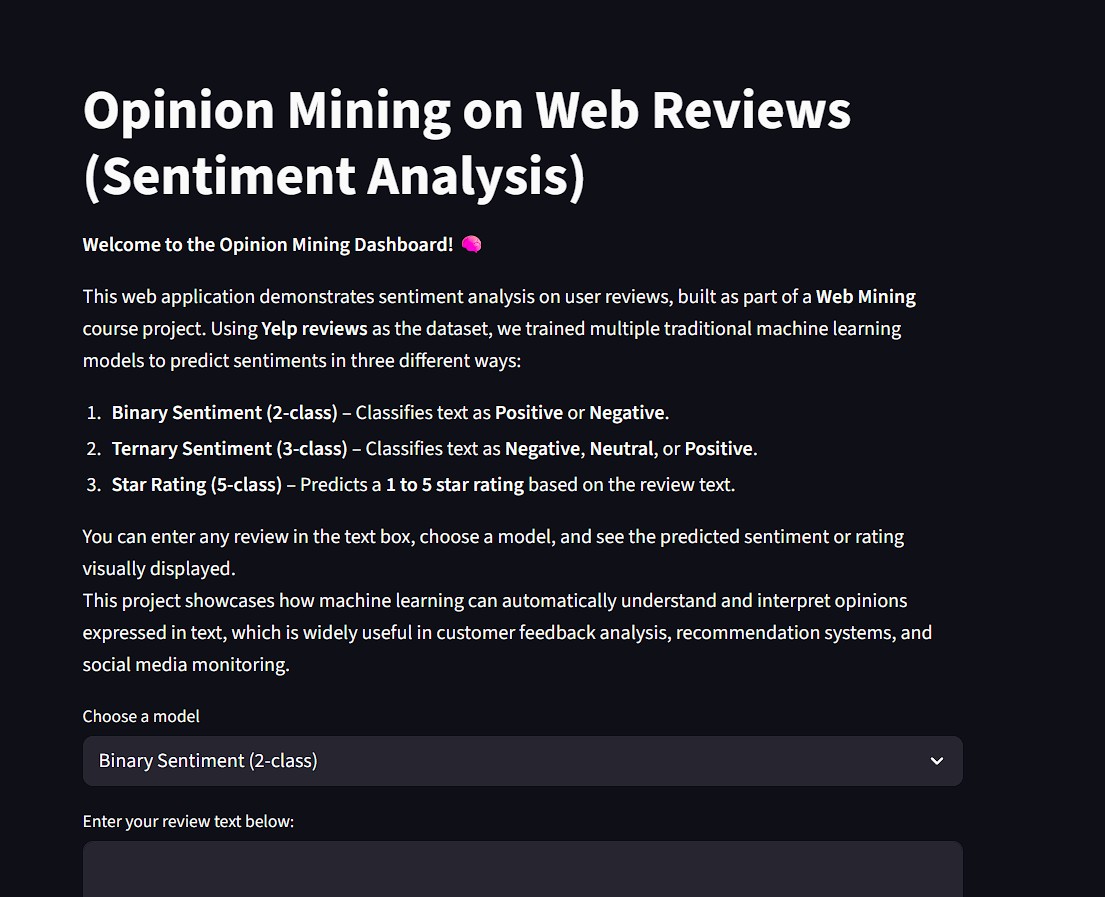 Opinion Mining on Web Reviews
(Sentiment Analysis)
Welcome to the Opinion Mining Dashboard! 🧠
This web application demonstrates sentiment analysis on user reviews, built as part of a Web Mining
course project. Using Yelp reviews as the dataset, we trained multiple traditional machine learning
models to predict sentiments in three different ways:
1. Binary Sentiment (2-class) – Classifies text as Positive or Negative.
2. Ternary Sentiment (3-class) – Classifies text as Negative, Neutral, or Positive.
3. Star Rating (5-class) – Predicts a 1 to 5 star rating based on the review text.
You can enter any review in the text box, choose a model, and see the predicted sentiment or rating
visually displayed.
This project showcases how machine learning can automatically understand and interpret opinions
expressed in text, which is widely useful in customer feedback analysis, recommendation systems, and
social media monitoring.
Choose a model
Binary Sentiment (2-class)
Enter your review text below: